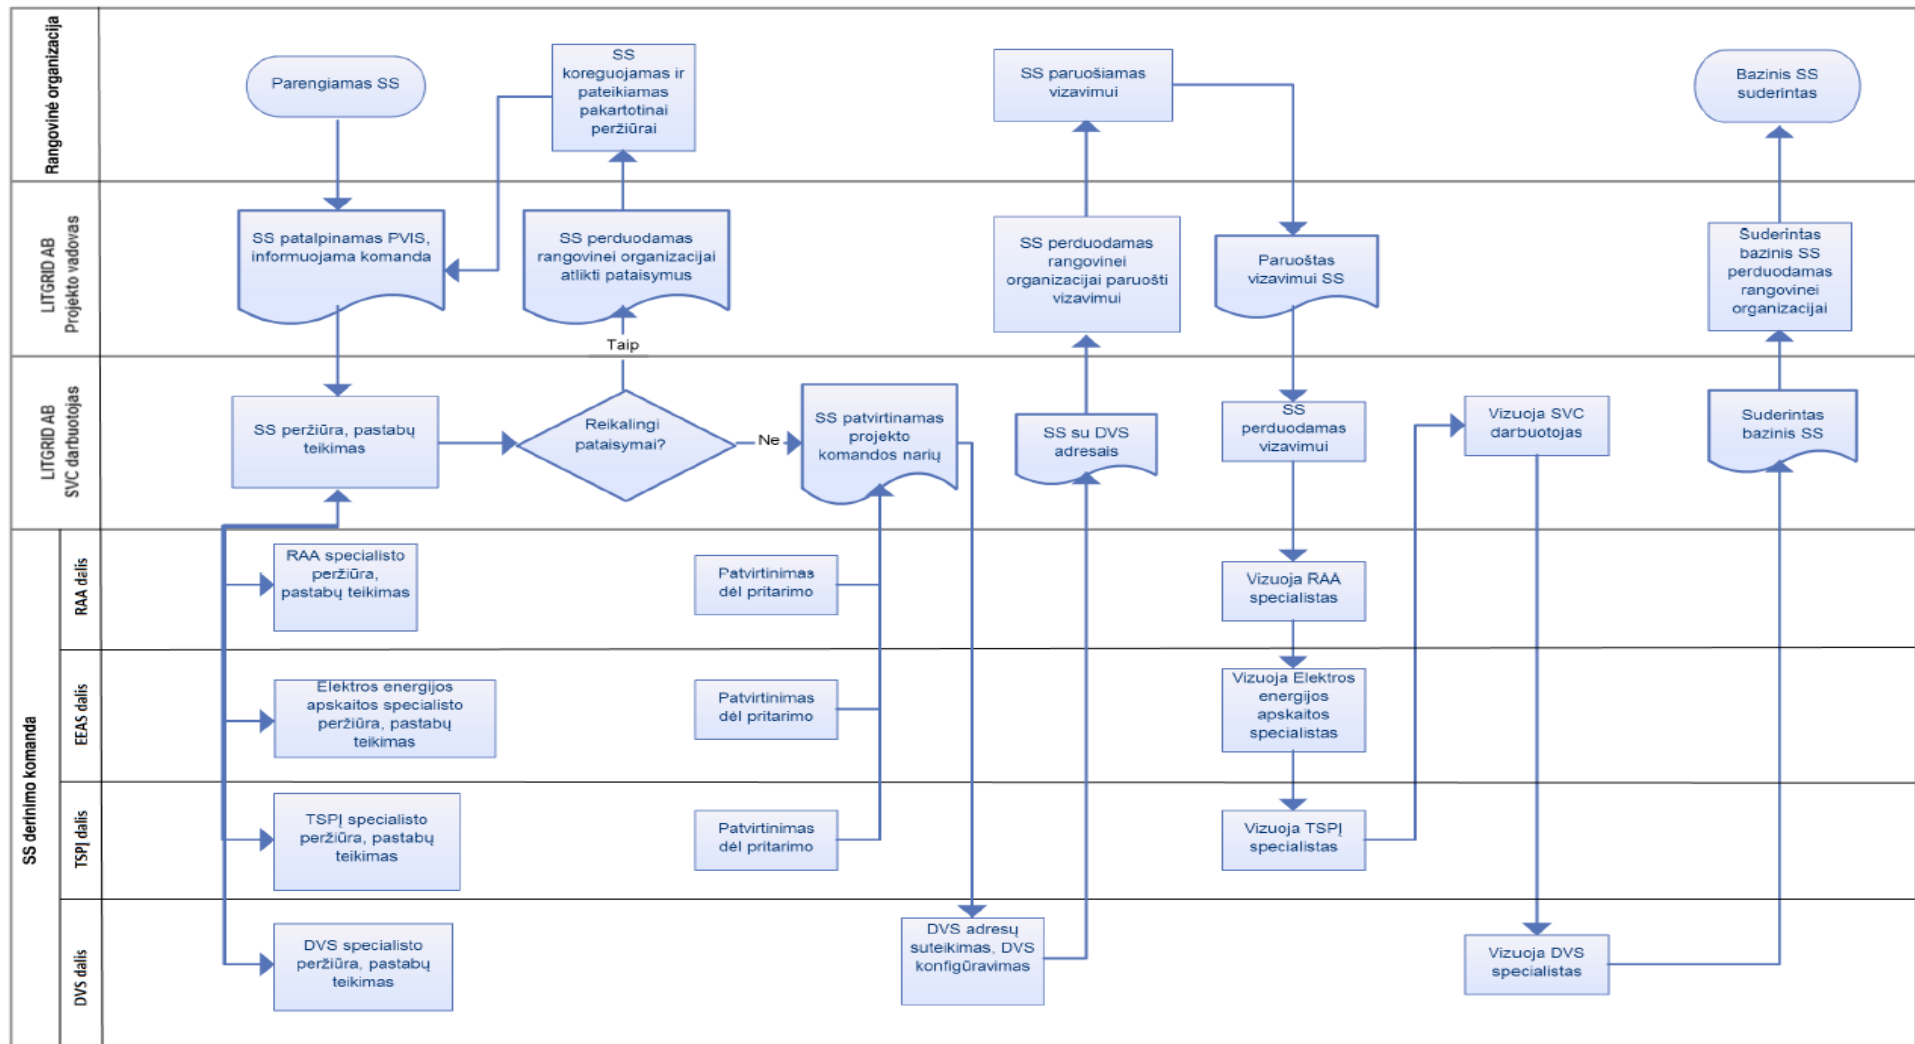 Rangovinė organizacija
Parengiamas SS
SS
koreguojamas ir
pateikiamas
pakartotinai
peržiūrai
SS paruošiamas
vizavimui
Bazinis SS
suderintas
LITGRID AB
Projekto vadovas
SS patalpinamas PVIS,
informuojama komanda
SS perduodamas
rangovinei organizacijai
atlikti pataisymus
SS perduodamas
rangovinei
organizacijai paruošti
vizavimui
Paruoštas
vizavimui SS
Suderintas
bazinis SS
perduodamas
rangovinei
organizacijai
Taip
LITGRID AB
SVC darbuotojas
SS peržiūra, pastabų
teikimas
Reikalingi
pataisymai?
Ne
SS patvirtinamas
projekto
komandos narių
SS su DVS
adresais
SS
perduodamas
vizavimui
Vizuoja SVC
darbuotojas
Suderintas
bazinis SS
SS derinimo komanda
RAA dalis
RAA specialisto
peržiūra,
pastabų teikimas
Patvirtinimas
dėl pritarimo
Vizuoja RAA
specialistas
EEAS dalis
Elektros energijos
apskaitos specialisto
peržiūra, pastabų
teikimas
Patvirtinimas
dėl pritarimo
Vizuoja Elektros
energijos
apskaitos
specialistas
TSPĮ dalis
TSPĮ specialisto
peržiūra, pastabų
teikimas
Patvirtinimas
dėl pritarimo
Vizuoja TSPĮ
specialistas
DVS dalis
DVS specialisto
peržiūra, pastabų
teikimas
DVS adresų
suteikimas, DVS
konfigūravimas
Vizuoja DVS
specialistas